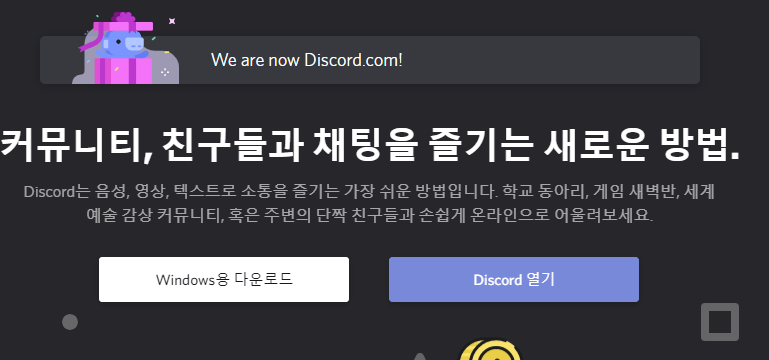 We are now Discord.com!
커뮤니티, 친구들과 채팅을 즐기는 새로운 방법.
Discord는 음성, 영상, 텍스트로 소통을 즐기는 가장 쉬운 방법입니다. 학교 동아리, 게임 새벽반, 세계
예술 감상 커뮤니티, 혹은 주변의 단짝 친구들과 손쉽게 온라인으로 어울려보세요.
Windows용 다운로드
Discord 열기